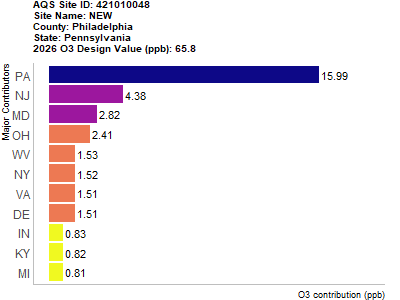 AQS Site ID: 421010048
Site Name: NEW
County: Philadelphia
State: Pennsylvania
2026 O3 Design Value (ppb): 65.8
Major Contributors
PA 15.99
NJ 4.38
MD 2.82
OH 2.41
WV 1.53
NY 1.52
VA 1.51
DE 1.51
IN 0.83
KY 0.82
MI 0.81
O3 contribution (ppb)